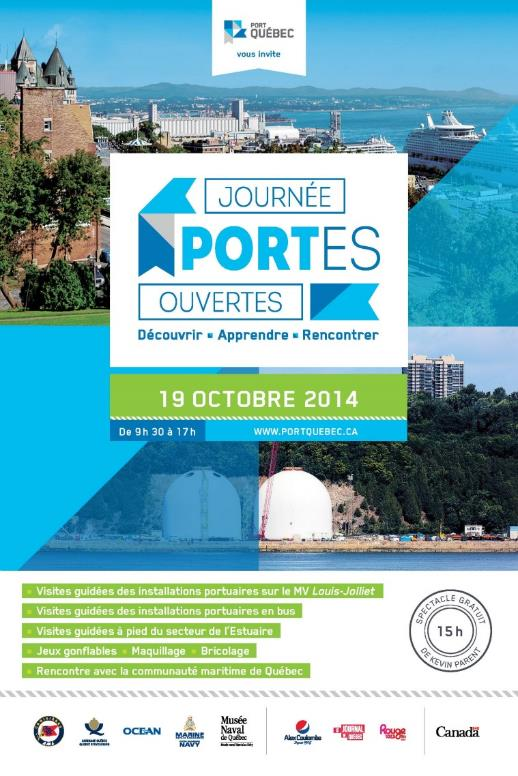 PORT
QUÉBEC
vous invite
JOURNÉE
PORTES
OUVERTES
Découvrir ▪ Apprendre ▪ Rencontrer
19 OCTOBRE 2014
De 9h 30 à 17h
WWW.PORTQUEBEC.CA
Visites guidées des installations portuaires sur le MV Louis-Jolliet
Visites guidées des installations portuaires en bus
Visites guidées à pied du secteur de l'Estuaire
Jeux gonflables • Maquillage • Bricolage
Rencontre avec la communauté maritime de Québec
SPECTACLE GRATUIT
15h
DE KEVIN PARENT
OCEAN
MARINE
NAVY
Musée
Naval
de Québec
Alex Coulombe
JOURNAL
Rouge
Canada